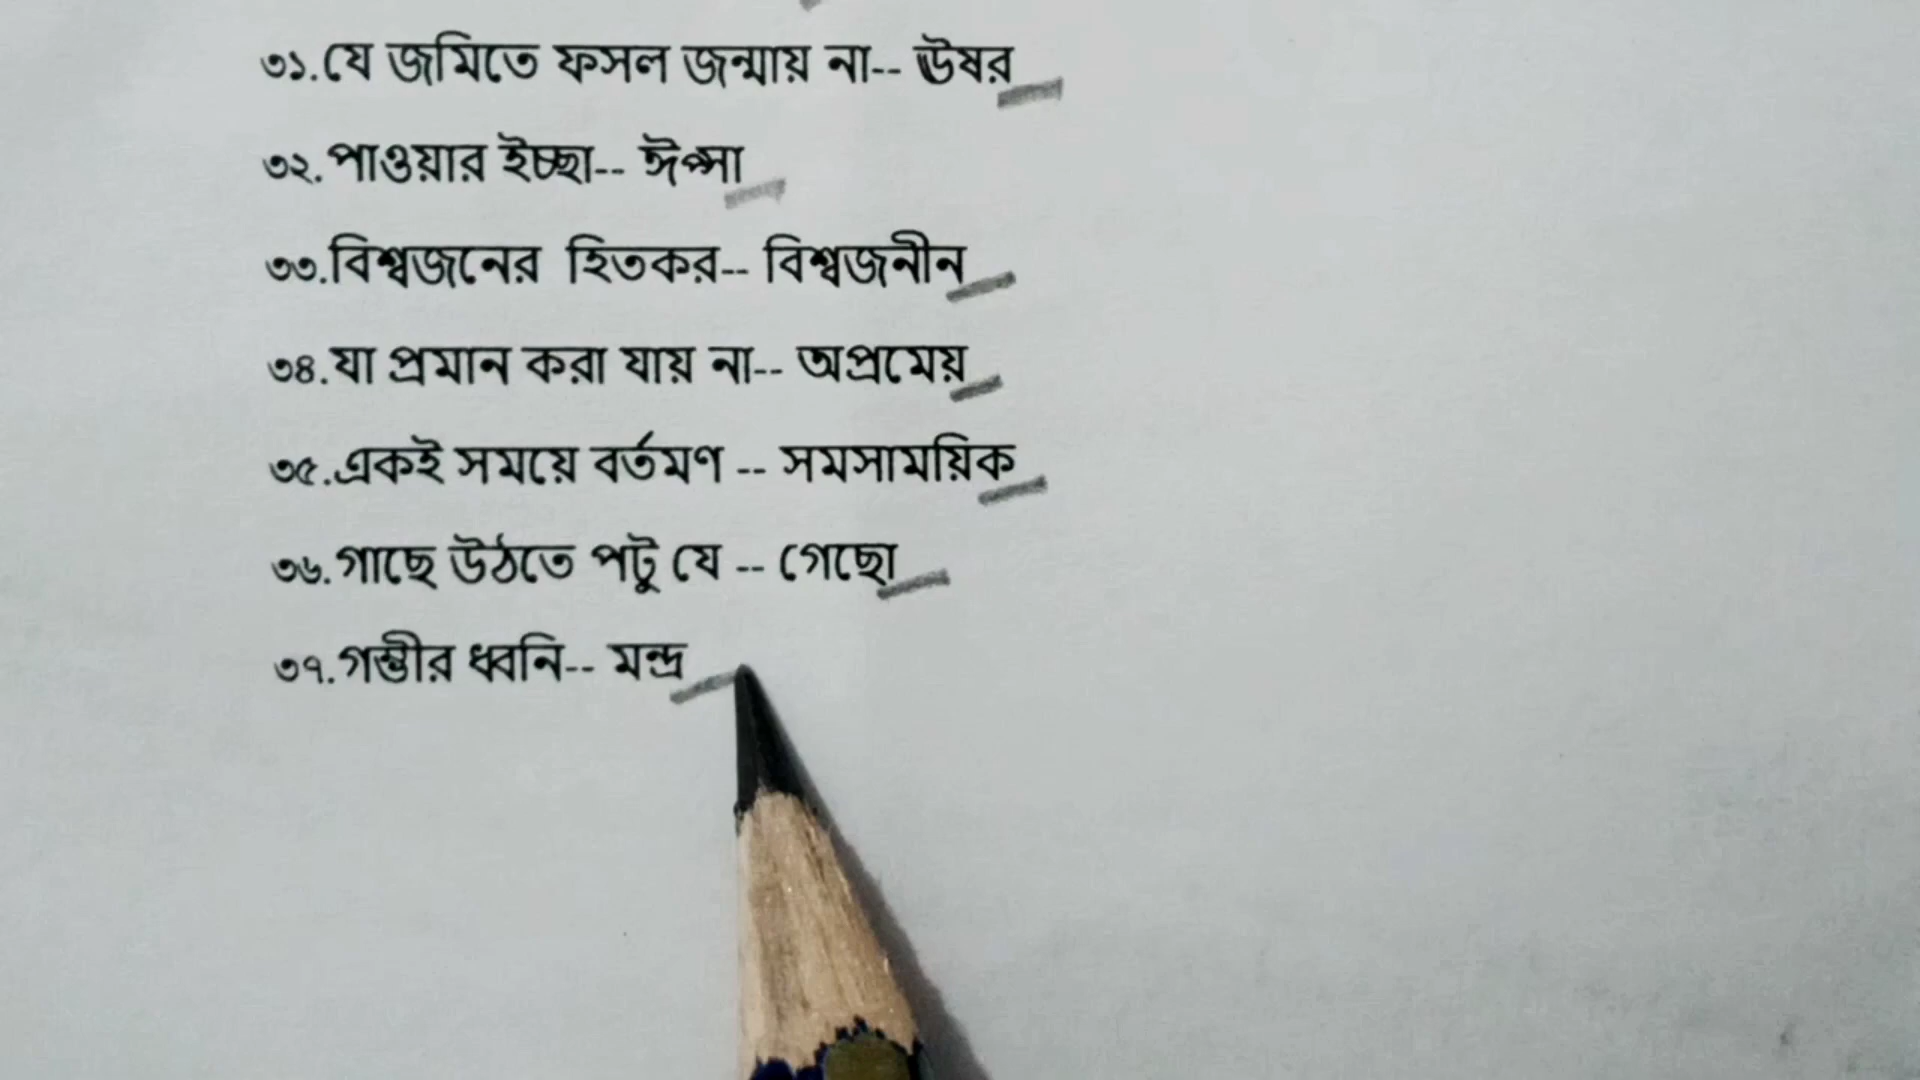 ৩১.যে জমিতে ফসল জন্মায় না-- ঊষর
৩২.পাওয়ার ইচ্ছা-- ঈপ্সা
৩৩.বিশ্বজনের হিতকর-- বিশ্বজনীন
৩৪.যা প্রমান করা যায় না-- অপ্রমেয়
৩৫.একই সময়ে বর্তমণ -- সমসাময়িক
৩৬.গাছে উঠতে পটু যে -- গেছো
৩৭.গম্ভীর ধ্বনি-- মন্দ্র